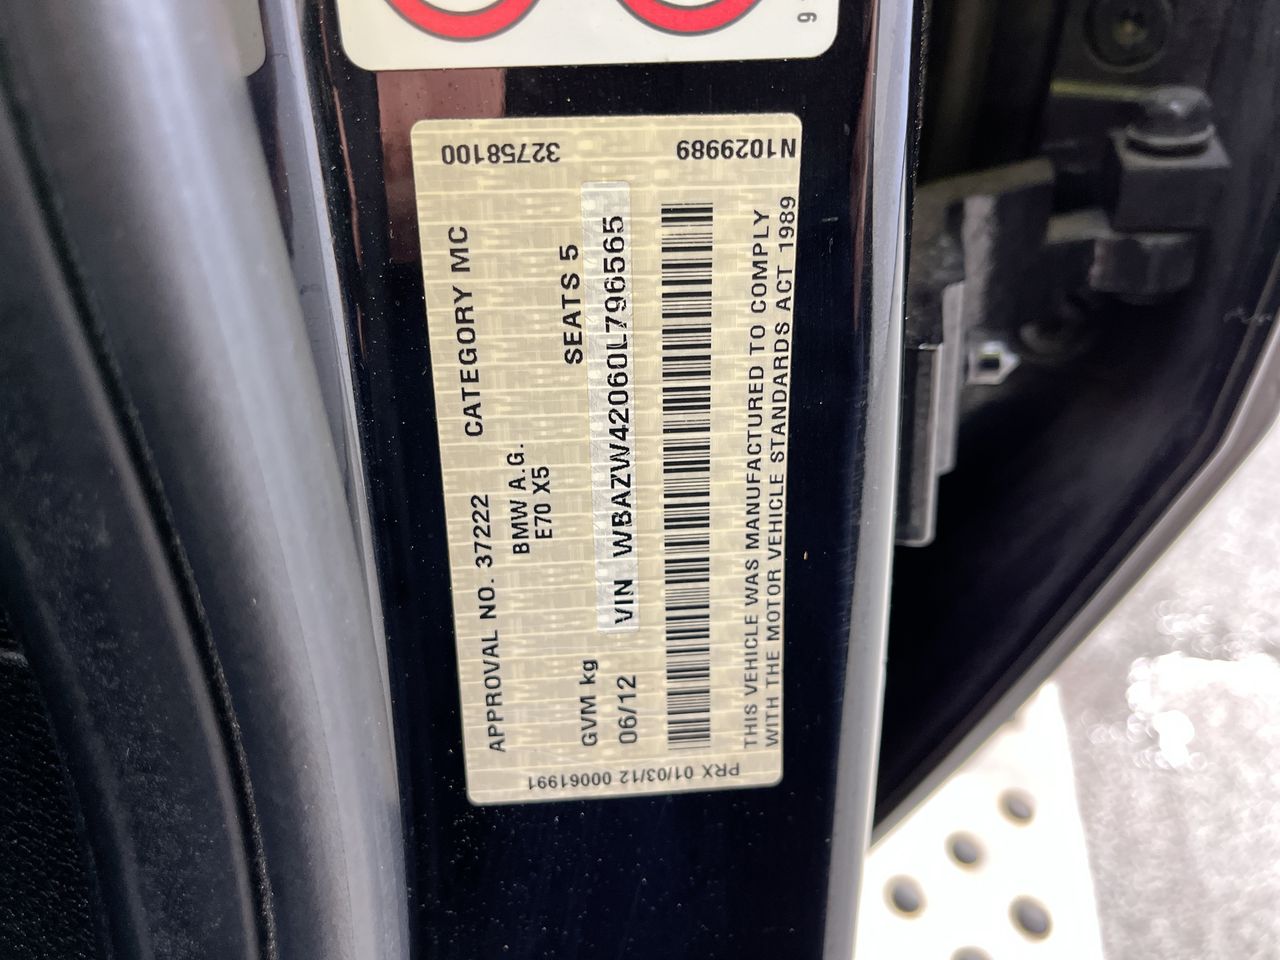 32758100
N1029989
APPROVAL NO. 37222 CATEGORY MC
BMW A.G.
E70 X5
SEATS 5
GVM kg
06/12 VIN WBAZW42060L796565
THIS VEHICLE WAS MANUFACTURED TO COMPLY
WITH THE MOTOR VEHICLE STANDARDS ACT 1989
PRX 01/03/12 00061991